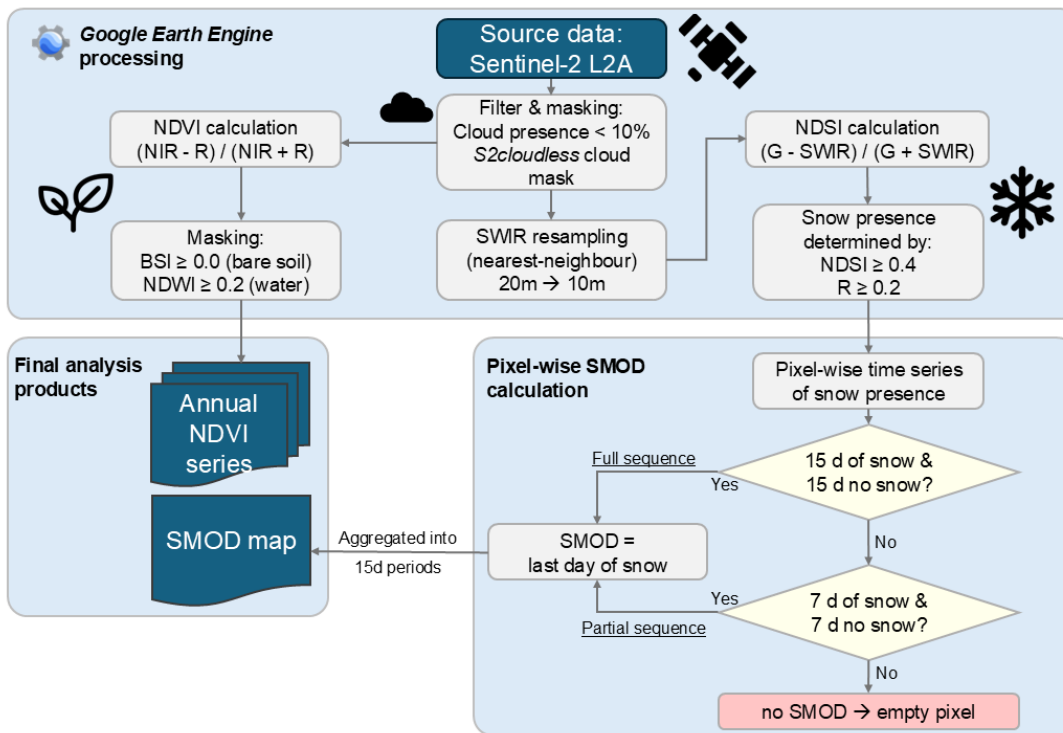 Google Earth Engine
processing
Source data:
Sentinel-2 L2A
Filter & masking:
Cloud presence < 10%
S2cloudless cloud
mask
NDVI calculation
(NIR - R) / (NIR + R)
NDSI calculation
(G - SWIR) / (G + SWIR)
Masking:
BSI ≥ 0.0 (bare soil)
NDWI ≥ 0.2 (water)
SWIR resampling
(nearest-neighbour)
20m → 10m
Snow presence
determined by:
NDSI ≥ 0.4
R ≥ 0.2
Final analysis
products
Annual
NDVI
series
SMOD map
Pixel-wise SMOD
calculation
Pixel-wise time series
of snow presence
15 d of snow &
15 d no snow?
Full sequence
Yes
No
SMOD =
last day of snow
Aggregated into
15d periods
7 d of snow &
7 d no snow?
Yes
Partial sequence
No
no SMOD → empty pixel